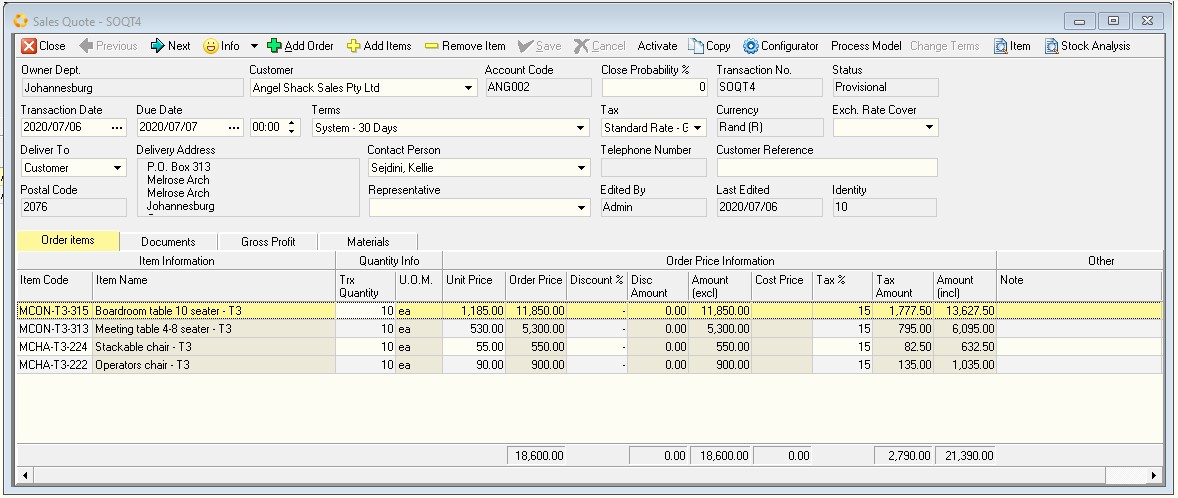 Sales Quote - SOQT4
Close Previous Next Info Add Order Add Items Remove Item Save Cancel Activate Copy Configurator Process Model Change Terms Item Stock Analysis
Owner Dept. Customer Account Code Close Probability % Transaction No. Status
Johannesburg Angel Shack Sales Pty Ltd ANG002 0 SOQT4 Provisional
Transaction Date Due Date Terms Tax Currency Exch. Rate Cover
2020/07/06 ... 2020/07/07 ... 00:00 System - 30 Days Standard Rate - G Rand (R)
Deliver To Delivery Address Contact Person Telephone Number Customer Reference
Customer P.O. Box 313 Sejdini, Kellie
Melrose Arch
Melrose Arch
Johannesburg
Postal Code Representative Edited By Last Edited Identity
2076 Admin 2020/07/06 10
Order items Documents Gross Profit Materials
Item Information Quantity Info Order Price Information Other
Item Code Item Name Trx Quantity U.O.M. Unit Price Order Price Discount % Disc Amount Amount (excl) Cost Price Tax % Tax Amount Amount (incl) Note
MCON-T3-315 Boardroom table 10 seater - T3 10 ea 1,185.00 11,850.00 - 0.00 11,850.00 15 1,777.50 13,627.50
MCON-T3-313 Meeting table 4-8 seater - T3 10 ea 530.00 5,300.00 - 0.00 5,300.00 15 795.00 6,095.00
MCHA-T3-224 Stackable chair - T3 10 ea 55.00 550.00 - 0.00 550.00 15 82.50 632.50
MCHA-T3-222 Operators chair - T3 10 ea 90.00 900.00 - 0.00 900.00 15 135.00 1,035.00
18,600.00 0.00 18,600.00 0.00 2,790.00 21,390.00